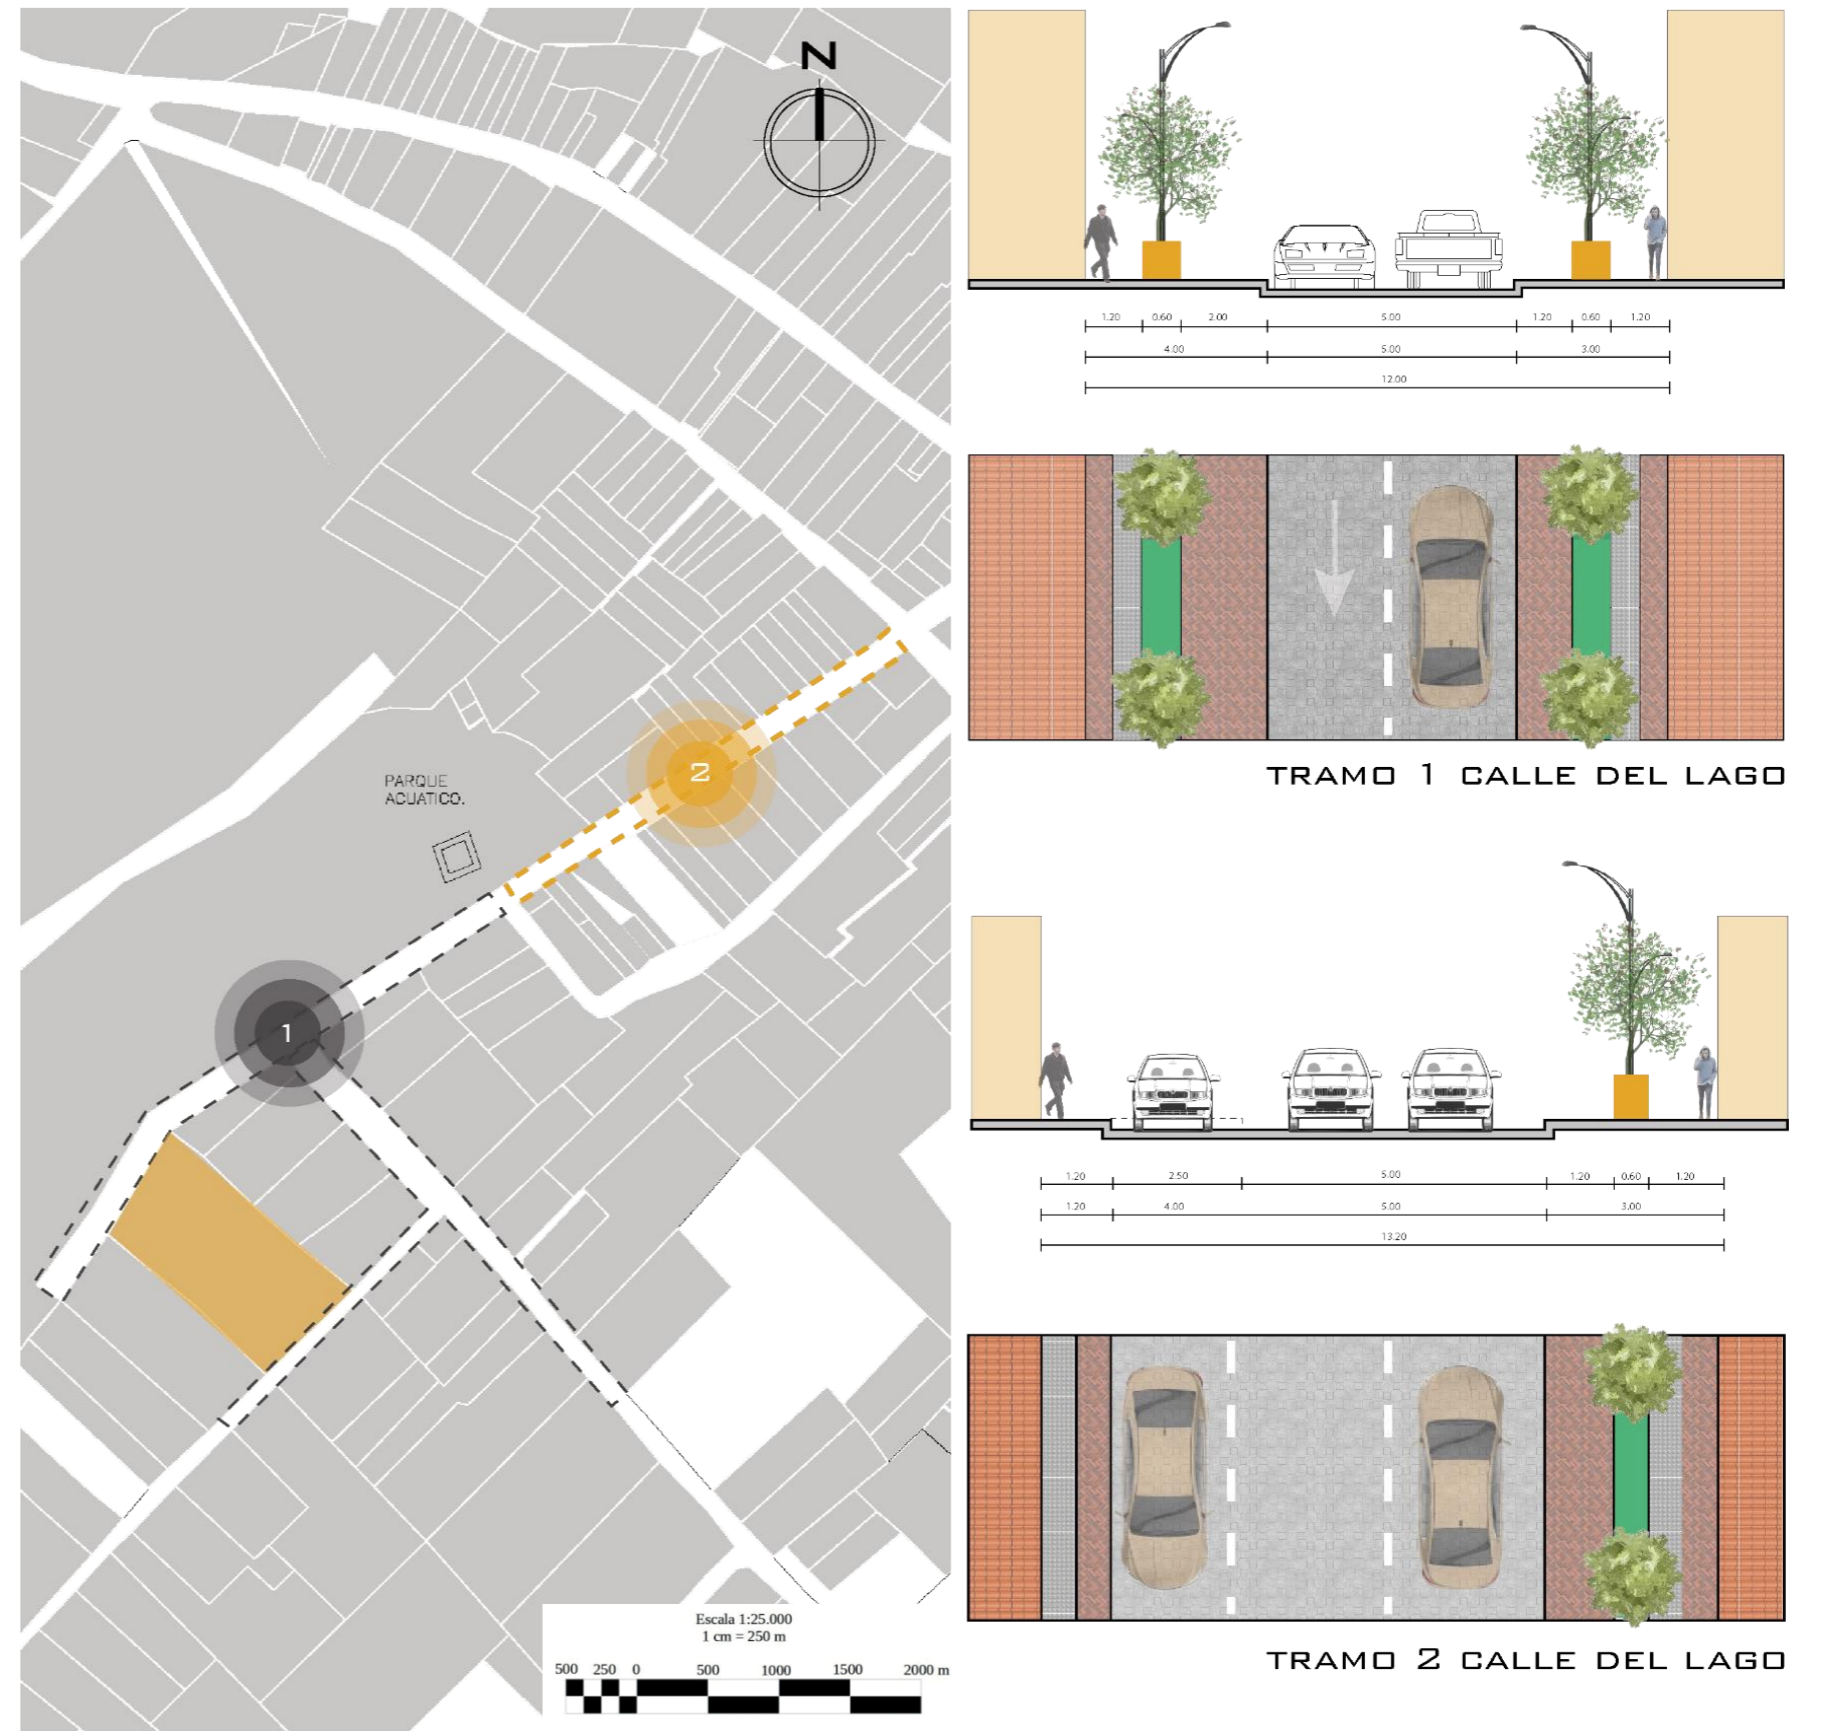 N
PARQUE
ACUATICO.
2
1
Escala 1:25.000
1 cm = 250 m
500 250 0 500 1000 1500 2000 m
1.20 0.60 2.00 5.00 1.20 0.60 1.20
4.00 5.00 3.00
12.00
TRAMO 1 CALLE DEL LAGO
1.20 2.50 5.00 1.20 0.60 1.20
1.20 4.00 5.00 3.00
13.20
TRAMO 2 CALLE DEL LAGO